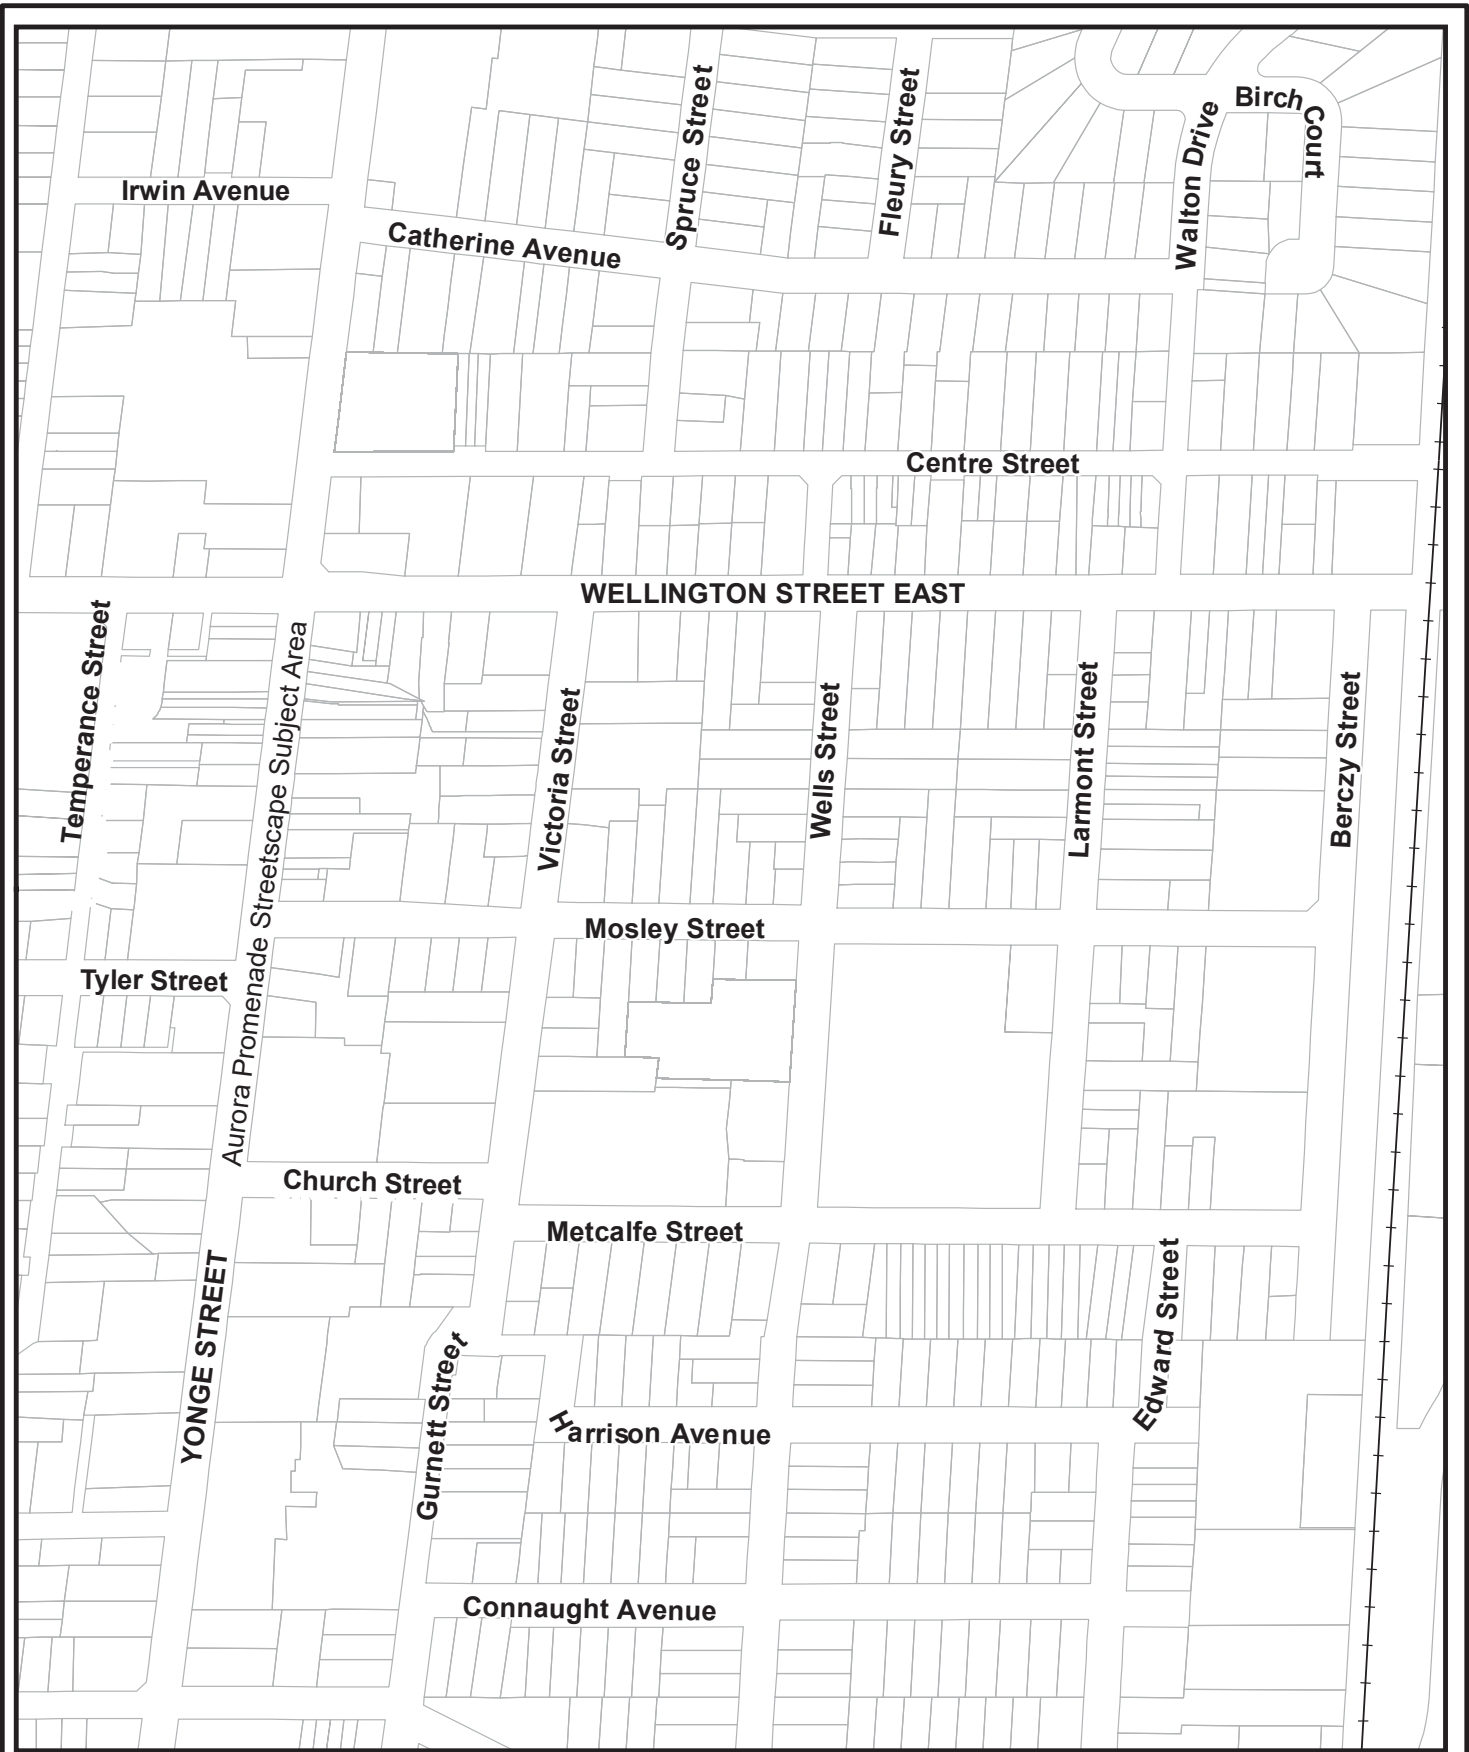 Spruce Street
Fleury Street
Birch Court
Walton Drive
Irwin Avenue
Catherine Avenue
Centre Street
WELLINGTON STREET EAST
Temperance Street
Aurora Promenade Streetscape Subject Area
Victoria Street
Wells Street
Larmont Street
Berczy Street
Mosley Street
Tyler Street
Church Street
Metcalfe Street
YONGE STREET
Gurnett Street
Edward Street
Harrison Avenue
Connaught Avenue